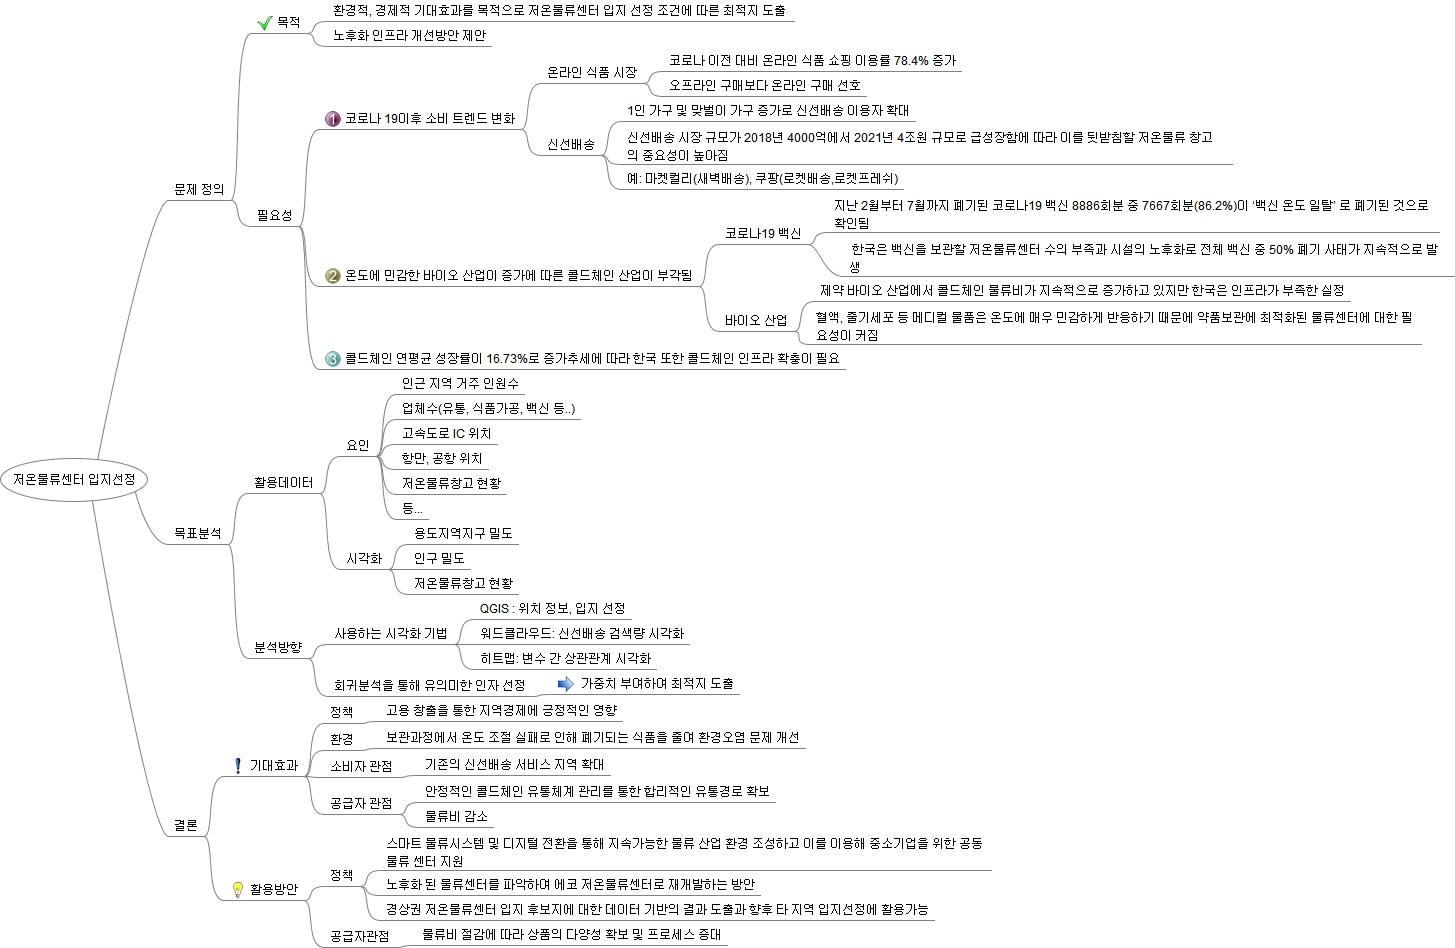 저온물류센터 입지선정
문제 정의
목적
환경적, 경제적 기대효과를 목적으로 저온물류센터 입지 선정 조건에 따른 최적지 도출
노후화 인프라 개선방안 제안
필요성
1 코로나 19이후 소비 트렌드 변화
온라인 식품 시장
코로나 이전 대비 온라인 식품 쇼핑 이용률 78.4% 증가
오프라인 구매보다 온라인 구매 선호
신선배송
1인 가구 및 맞벌이 가구 증가로 신선배송 이용자 확대
신선배송 시장 규모가 2018년 4000억에서 2021년 4조원 규모로 급성장함에 따라 이를 뒷받침할 저온물류 창고
의 중요성이 높아짐
예: 마켓컬리(새벽배송), 쿠팡(로켓배송,로켓프레쉬)
2 온도에 민감한 바이오 산업이 증가에 따른 콜드체인 산업이 부각됨
코로나19 백신
지난 2월부터 7월까지 폐기된 코로나19 백신 8886회분 중 7667회분(86.2%)이 ‘백신 온도 일탈’ 로 폐기된 것으로
확인됨
한국은 백신을 보관할 저온물류센터 수의 부족과 시설의 노후화로 전체 백신 중 50% 폐기 사태가 지속적으로 발
생
바이오 산업
제약 바이오 산업에서 콜드체인 물류비가 지속적으로 증가하고 있지만 한국은 인프라가 부족한 실정
혈액, 줄기세포 등 메디컬 물품은 온도에 매우 민감하게 반응하기 때문에 약품보관에 최적화된 물류센터에 대한 필
요성이 커짐
3 콜드체인 연평균 성장률이 16.73%로 증가추세에 따라 한국 또한 콜드체인 인프라 확충이 필요
목표분석
활용데이터
요인
인근 지역 거주 인원수
업체수(유통, 식품가공, 백신 등..)
고속도로 IC 위치
항만, 공항 위치
저온물류창고 현황
등...
시각화
용도지역지구 밀도
인구 밀도
저온물류창고 현황
분석방향
사용하는 시각화 기법
QGIS : 위치 정보, 입지 선정
워드클라우드: 신선배송 검색량 시각화
히트맵: 변수 간 상관관계 시각화
회귀분석을 통해 유의미한 인자 선정
가중치 부여하여 최적지 도출
결론
기대효과
정책
고용 창출을 통한 지역경제에 긍정적인 영향
환경
보관과정에서 온도 조절 실패로 인해 폐기되는 식품을 줄여 환경오염 문제 개선
소비자 관점
기존의 신선배송 서비스 지역 확대
공급자 관점
안정적인 콜드체인 유통체계 관리를 통한 합리적인 유통경로 확보
물류비 감소
활용방안
정책
스마트 물류시스템 및 디지털 전환을 통해 지속가능한 물류 산업 환경 조성하고 이를 이용해 중소기업을 위한 공동
물류 센터 지원
노후화 된 물류센터를 파악하여 에코 저온물류센터로 재개발하는 방안
경상권 저온물류센터 입지 후보지에 대한 데이터 기반의 결과 도출과 향후 타 지역 입지선정에 활용가능
공급자관점
물류비 절감에 따라 상품의 다양성 확보 및 프로세스 증대